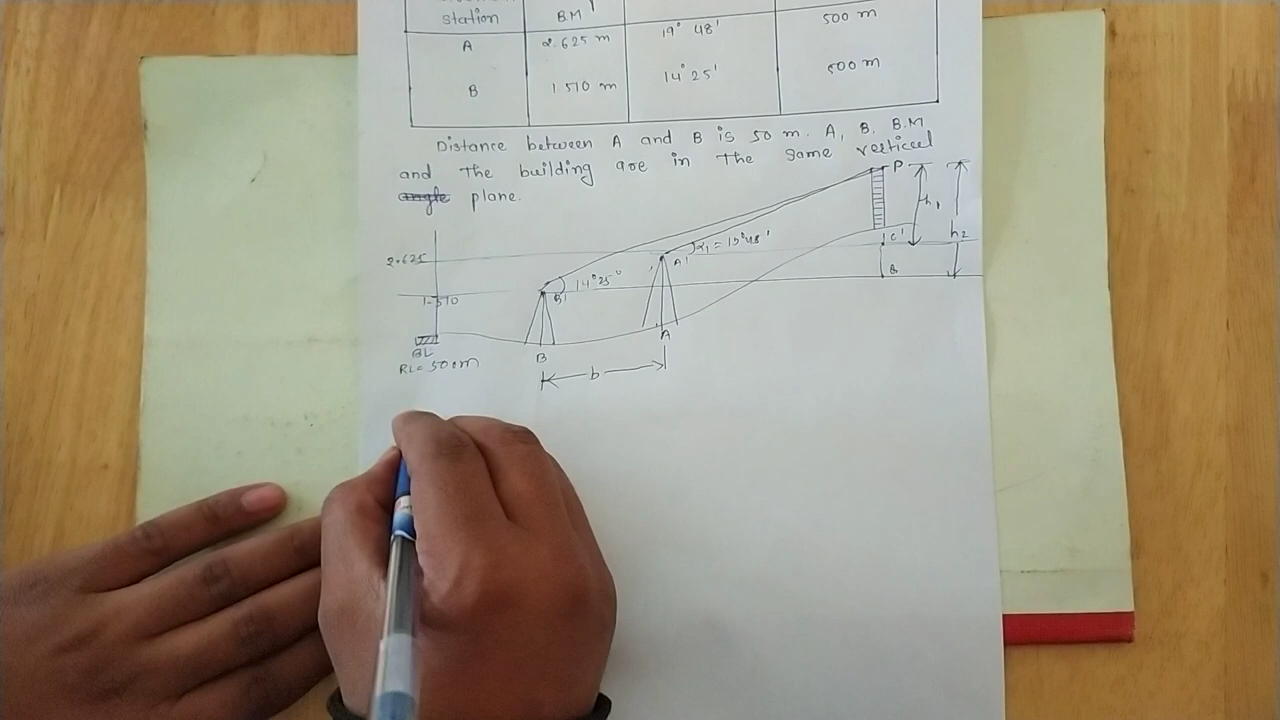 station B.M
A 2.625 m 19° 48' 500 m
B 1.510 m 14° 25' 500 m
Distance between A and B is 50 m. A, B, B.M
and the building are in the same vertical
angle plane.
P
h1
h2
C'
α1 = 19°48'
A'
2.625
14°25°
B'
1.510
BL
RL = 500m
B
A
b